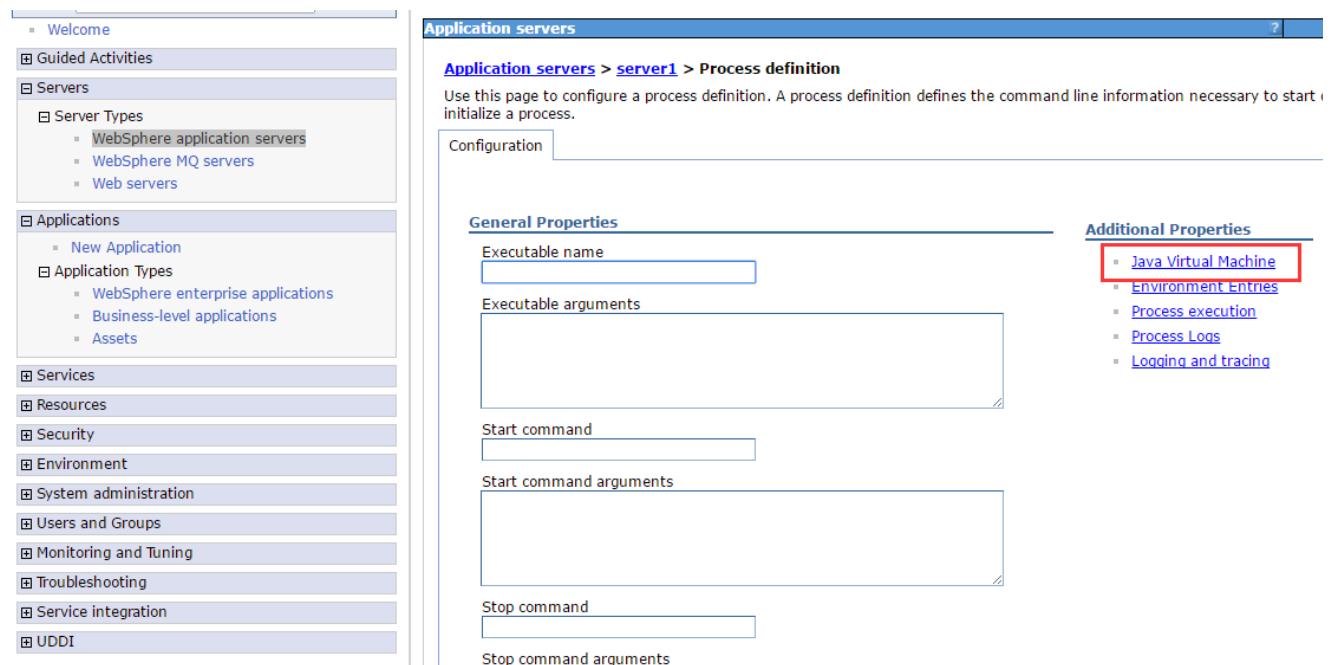 Welcome
Guided Activities
Servers
Server Types
WebSphere application servers
WebSphere MQ servers
Web servers
Applications
New Application
Application Types
WebSphere enterprise applications
Business-level applications
Assets
Services
Resources
Security
Environment
System administration
Users and Groups
Monitoring and Tuning
Troubleshooting
Service integration
UDDI
Application servers ?
Application servers > server1 > Process definition
Use this page to configure a process definition. A process definition defines the command line information necessary to start
initialize a process.
Configuration
General Properties
Executable name
Executable arguments
Start command
Start command arguments
Stop command
Stop command arguments
Additional Properties
Java Virtual Machine
Environment Entries
Process execution
Process Logs
Logging and tracing